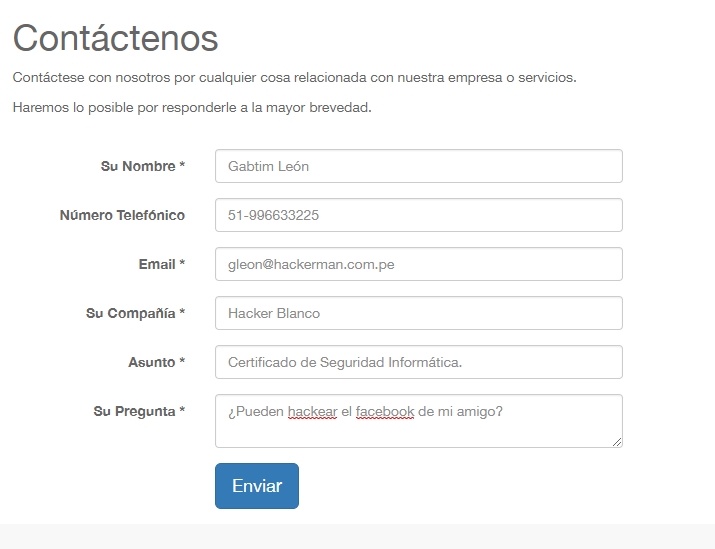 Contáctenos
Contáctese con nosotros por cualquier cosa relacionada con nuestra empresa o servicios.
Haremos lo posible por responderle a la mayor brevedad.
Su Nombre * Gabtim León
Número Telefónico 51-996633225
Email * gleon@hackerman.com.pe
Su Compañía * Hacker Blanco
Asunto * Certificado de Seguridad Informática.
Su Pregunta * ¿Pueden hackear el facebook de mi amigo?
Enviar